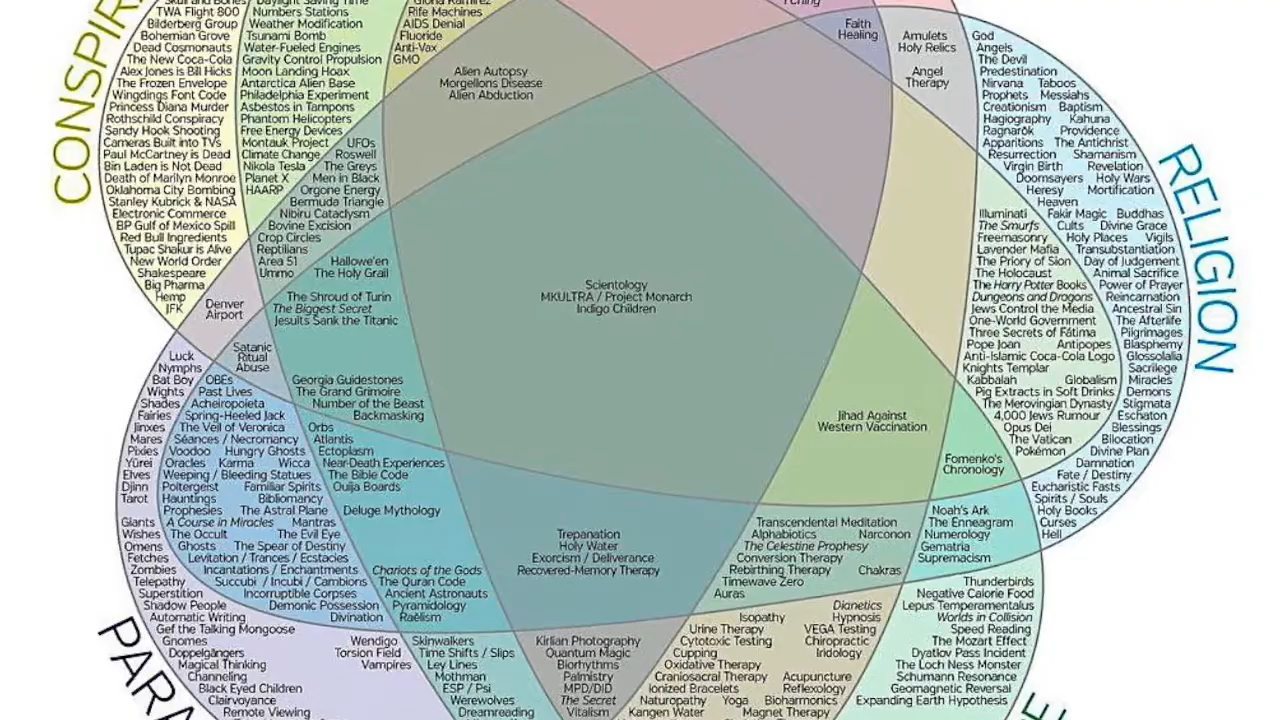 Skull and Bones
TWA Flight 800
Bilderberg Group
Bohemian Grove
Dead Cosmonauts
The New Coca-Cola
Alex Jones is Bill Hicks
The Frozen Envelope
Wingdings Font Code
Princess Diana Murder
Rothschild Conspiracy
Sandy Hook Shooting
Cameras Built into TVs
Paul McCartney is Dead
Bin Laden is Not Dead
Death of Marilyn Monroe
Oklahoma City Bombing
Stanley Kubrick & NASA
Electronic Commerce
BP Gulf of Mexico Spill
Red Bull Ingredients
Tupac Shakur is Alive
New World Order
Shakespeare
Big Pharma
Hemp
JFK
Daylight Saving Time
Numbers Stations
Weather Modification
Tsunami Bomb
Water-Fueled Engines
Gravity Control Propulsion
Moon Landing Hoax
Antarctica Alien Base
Philadelphia Experiment
Asbestos in Tampons
Phantom Helicopters
Free Energy Devices
Montauk Project
Climate Change
Nikola Tesla
Planet X
HAARP
UFOs
Roswell
The Greys
Men in Black
Orgone Energy
Bermuda Triangle
Nibiru Cataclysm
Bovine Excision
Crop Circles
Reptilians
Area 51
Ummo
Gloria Ramirez
Rife Machines
AIDS Denial
Fluoride
Anti-Vax
GMO
Alien Autopsy
Morgellons Disease
Alien Abduction
I Ching
Faith
Healing
Amulets
Holy Relics
Angel
Therapy
God
Angels
The Devil
Predestination
Nirvana Taboos
Prophets Messiahs
Creationism Baptism
Hagiography Kahuna
Ragnarök Providence
Apparitions The Antichrist
Resurrection Shamanism
Virgin Birth Revelation
Doomsayers Holy Wars
Heresy Mortification
Heaven
Fakir Magic Buddhas
Cults Divine Grace
Holy Places Vigils
Transubstantiation
Day of Judgement
Animal Sacrifice
Power of Prayer
Reincarnation
Ancestral Sin
The Afterlife
Pilgrimages
Blasphemy
Glossolalia
Sacrilege
Miracles
Demons
Stigmata
Eschaton
Blessings
Bilocation
Divine Plan
Damnation
Fate / Destiny
Eucharistic Fasts
Spirits / Souls
Holy Books
Curses
Hell
Illuminati
The Smurfs
Freemasonry
Lavender Mafia
The Priory of Sion
The Holocaust
The Harry Potter Books
Dungeons and Dragons
Jews Control the Media
One-World Government
Three Secrets of Fátima
Pope Joan Antipopes
Anti-Islamic Coca-Cola Logo
Knights Templar
Kabbalah Globalism
Pig Extracts in Soft Drinks
The Merovingian Dynasty
4,000 Jews Rumour
Opus Dei
The Vatican
Pokémon
Denver
Airport
Hallowe'en
The Holy Grail
The Shroud of Turin
The Biggest Secret
Jesuits Sank the Titanic
Satanic
Ritual
Abuse
Georgia Guidestones
The Grand Grimoire
Number of the Beast
Backmasking
Scientology
MKULTRA / Project Monarch
Indigo Children
Jihad Against
Western Vaccination
Fomenko's
Chronology
Luck
Nymphs
Bat Boy
Wights
Shades
Fairies
Jinxes
Mares
Pixies
Yūrei
Elves
Djinn
Tarot
Giants
Wishes
Omens
Fetches
Zombies
Telepathy
Superstition
Shadow People
Automatic Writing
Gef the Talking Mongoose
Gnomes
Doppelgängers
Magical Thinking
Channeling
Black Eyed Children
Clairvoyance
Remote Viewing
Wendigo
Torsion Field
Vampires
OBEs
Past Lives
Acheiropoieta
Spring-Heeled Jack
The Veil of Veronica
Séances / Necromancy
Voodoo Hungry Ghosts
Oracles Karma Wicca
Weeping / Bleeding Statues
Poltergest Familiar Spirits
Hauntings Bibliomancy
Prophesies The Astral Plane
A Course in Miracles Mantras
The Occult The Evil Eye
Ghosts The Spear of Destiny
Levitation / Trances / Ecstacies
Incantations / Enchantments
Succubi / Incubi / Cambions
Incorruptible Corpses
Demonic Possession
Divination
Orbs
Atlantis
Ectoplasm
Near-Death Experiences
The Bible Code
Ouija Boards
Deluge Mythology
Chariots of the Gods
The Quran Code
Ancient Astronauts
Pyramidology
Raëlism
Skinwalkers
Time Shifts / Slips
Ley Lines
Mothman
ESP / Psi
Werewolves
Dreamreading
Trepanation
Holy Water
Exorcism / Deliverance
Recovered-Memory Therapy
Kirlian Photography
Quantum Magic
Biorhythms
Palmistry
MPD/DID
The Secret
Vitalism
Transcendental Meditation
Alphabiotics Narconon
The Celestine Prophesy
Conversion Therapy
Rebirthing Therapy Chakras
Timewave Zero
Auras
Noah's Ark
The Enneagram
Numerology
Gematria
Supremacism
Dianetics
Isopathy Hypnosis
Urine Therapy VEGA Testing
Cytotoxic Testing Chiropractic
Cupping Iridology
Oxidative Therapy
Craniosacral Therapy Acupuncture
Ionized Bracelets Reflexology
Naturopathy Yoga Bioharmonics
Kangen Water Magnet Therapy
Thunderbirds
Negative Calorie Food
Lepus Temperamentalus
Worlds in Collision
Speed Reading
The Mozart Effect
Dyatlov Pass Incident
The Loch Ness Monster
Schumann Resonance
Geomagnetic Reversal
Expanding Earth Hypothesis
CONSPIR
RELIGION
PARA
E